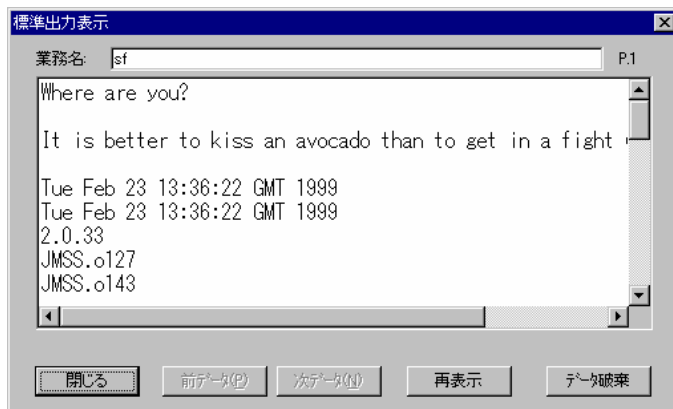 標準出力表示
業務名: sf P.1
Where are you?
It is better to kiss an avocado than to get in a fight
Tue Feb 23 13:36:22 GMT 1999
Tue Feb 23 13:36:22 GMT 1999
2.0.33
JMSS.o127
JMSS.o143
閉じる 前ﾃﾞｰﾀ(P) 次ﾃﾞｰﾀ(N) 再表示 ﾃﾞｰﾀ破棄